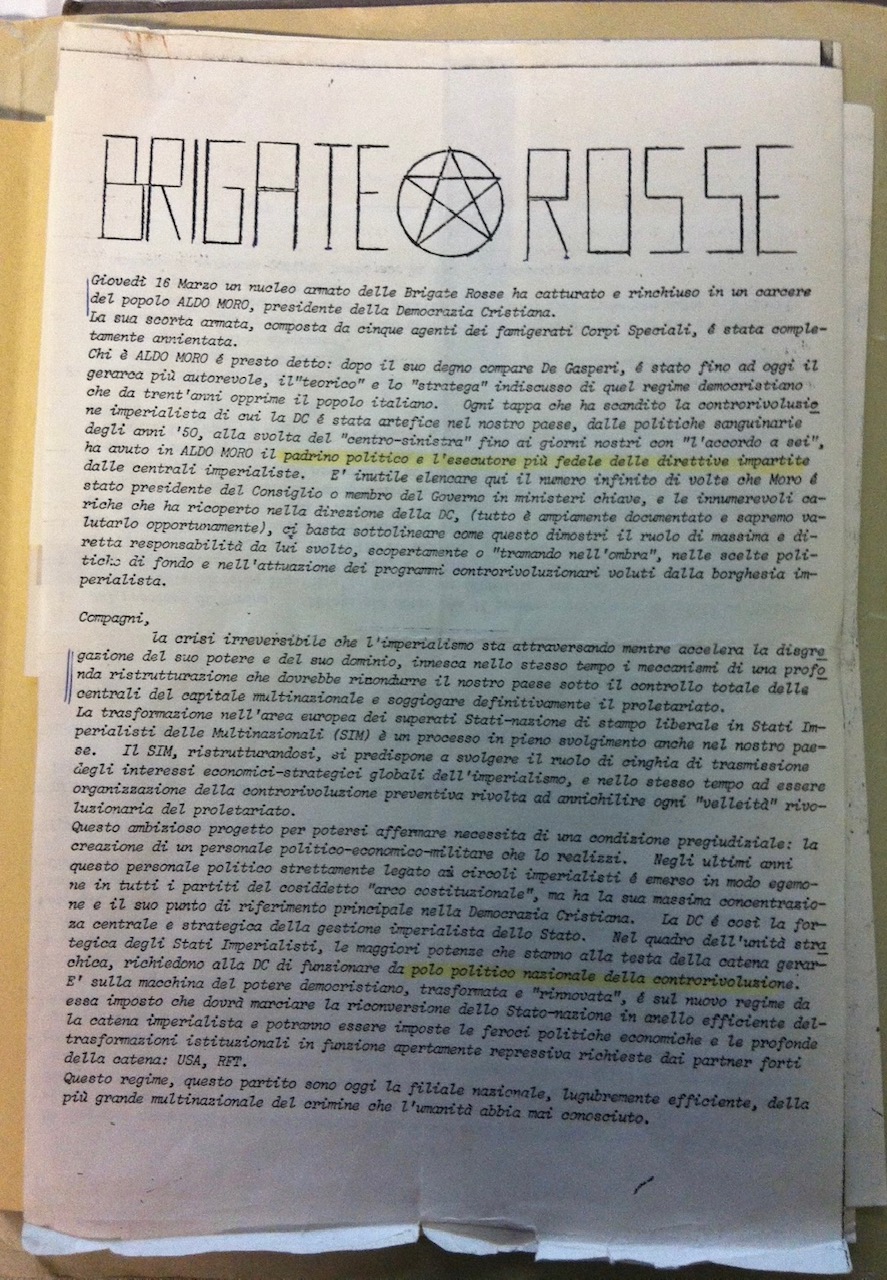 BRIGATE ROSSE
Giovedì 16 Marzo un nucleo armato delle Brigate Rosse ha catturato e rinchiuso in un carcere
del popolo ALDO MORO, presidente della Democrazia Cristiana.
La sua scorta armata, composta da cinque agenti dei famigerati Corpi Speciali, é stata comple-
tamente annientata.
Chi è ALDO MORO é presto detto: dopo il suo degno compare De Gasperi, é stato fino ad oggi il
gerarca più autorevole, il"teorico" e lo "stratega" indiscusso di quel regime democristiano
che da trent'anni opprime il popolo italiano. Ogni tappa che ha scandito la controrivoluzio
ne imperialista di cui la DC é stata artefice nel nostro paese, dalle politiche sanguinarie
degli anni '50, alla svolta del "centro-sinistra" fino ai giorni nostri con "l'accordo a sei",
ha avuto in ALDO MORO il padrino politico e l'esecutore più fedele delle direttive impartite
dalle centrali imperialiste. E' inutile elencare qui il numero infinito di volte che Moro é
stato presidente del Consiglio o membro del Governo in ministeri chiave, e le innumerevoli ca-
riche che ha ricoperto nella direzione della DC, (tutto è ampiamente documentato e sapremo va-
lutarlo opportunamente), ci basta sottolineare come questo dimostri il ruolo di massima e di-
retta responsabilità da lui svolto, scopertamente o "tramando nell'ombra", nelle scelte poli-
tiche di fondo e nell'attuazione dei programmi controrivoluzionari voluti dalla borghesia im-
perialista.
Compagni,
la crisi irreversibile che l'imperialismo sta attraversando mentre accelera la disgre
gazione del suo potere e del suo dominio, innesca nello stesso tempo i meccanismi di una profo
nda ristrutturazione che dovrebbe ricondurre il nostro paese sotto il controllo totale delle
centrali del capitale multinazionale e soggiogare definitivamente il proletariato.
La trasformazione nell'area europea dei superati Stati-nazione di stampo liberale in Stati Im-
perialisti delle Multinazionali (SIM) è un processo in pieno svolgimento anche nel nostro pae-
se. Il SIM, ristrutturandosi, si predispone a svolgere il ruolo di cinghia di trasmissione
degli interessi economici-strategici globali dell'imperialismo, e nello stesso tempo ad essere
organizzazione della controrivoluzione preventiva rivolta ad annichilire ogni "velleità" rivo-
luzionaria del proletariato.
Questo ambizioso progetto per potersi affermare necessita di una condizione pregiudiziale: la
creazione di un personale politico-economico-militare che lo realizzi. Negli ultimi anni
questo personale politico strettamente legato ai circoli imperialisti é emerso in modo egemo-
ne in tutti i partiti del cosiddetto "arco costituzionale", ma ha la sua massima concentrazio-
ne e il suo punto di riferimento principale nella Democrazia Cristiana. La DC é così la for-
za centrale e strategica della gestione imperialista dello Stato. Nel quadro dell'unità stra
tegica degli Stati Imperialisti, le maggiori potenze che stanno alla testa della catena gerar-
chica, richiedono alla DC di funzionare da polo politico nazionale della controrivoluzione.
E' sulla macchina del potere democristiano, trasformata e "rinnovata", é sul nuovo regime da
essa imposto che dovrà marciare la riconversione dello Stato-nazione in anello efficiente del-
la catena imperialista e potranno essere imposte le feroci politiche economiche e le profonde
trasformazioni istituzionali in funzione apertamente repressiva richieste dai partner forti
della catena: USA, RFT.
Questo regime, questo partito sono oggi la filiale nazionale, lugubremente efficiente, della
più grande multinazionale del crimine che l'umanità abbia mai conosciuto.